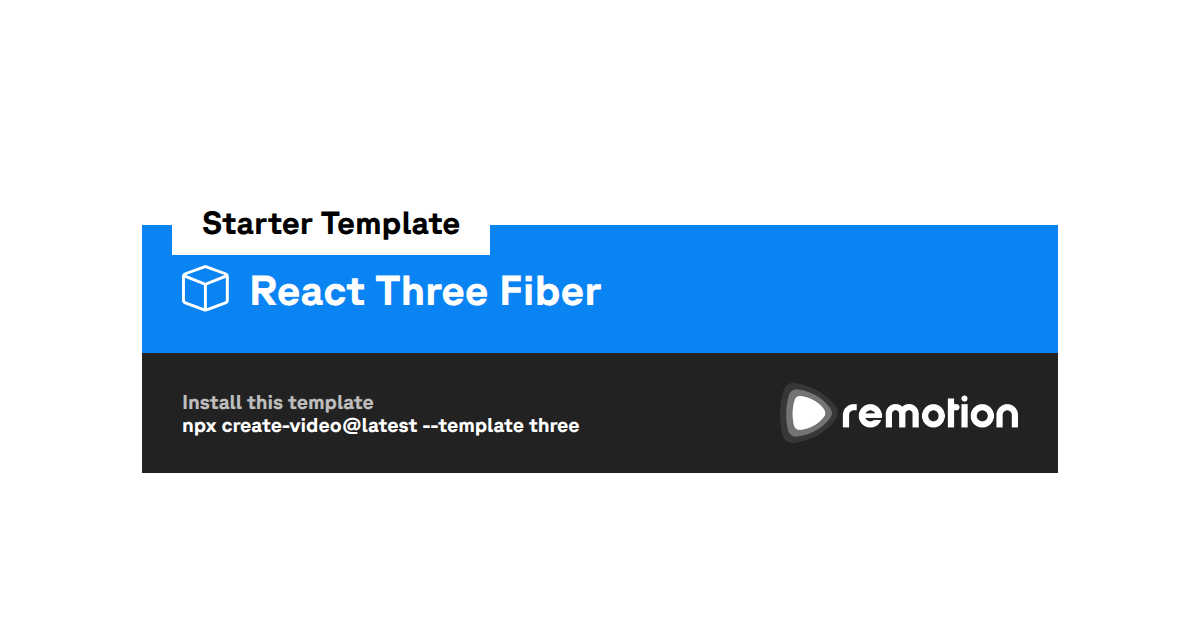 Starter Template
React Three Fiber
Install this template
npx create-video@latest --template three
remotion